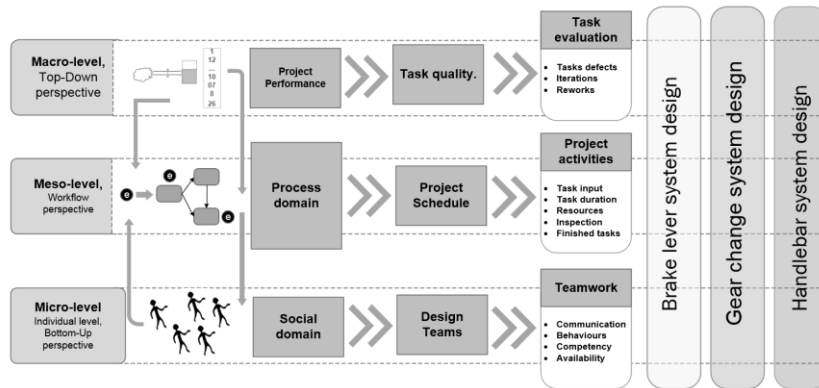 Macro-level,
Top-Down
perspective
1
12
...
10
07
8
26
Project
Performance
Task quality.
Task
evaluation
• Tasks defects
• Iterations
• Reworks
Meso-level,
Workflow
perspective
e
e
e
Process
domain
Project
Schedule
Project
activities
• Task input
• Task duration
• Resources
• Inspection
• Finished tasks
Micro-level
Individual level,
Bottom-Up
perspective
Social
domain
Design
Teams
Teamwork
• Communication
• Behaviours
• Competency
• Availability
Brake lever system design
Gear change system design
Handlebar system design